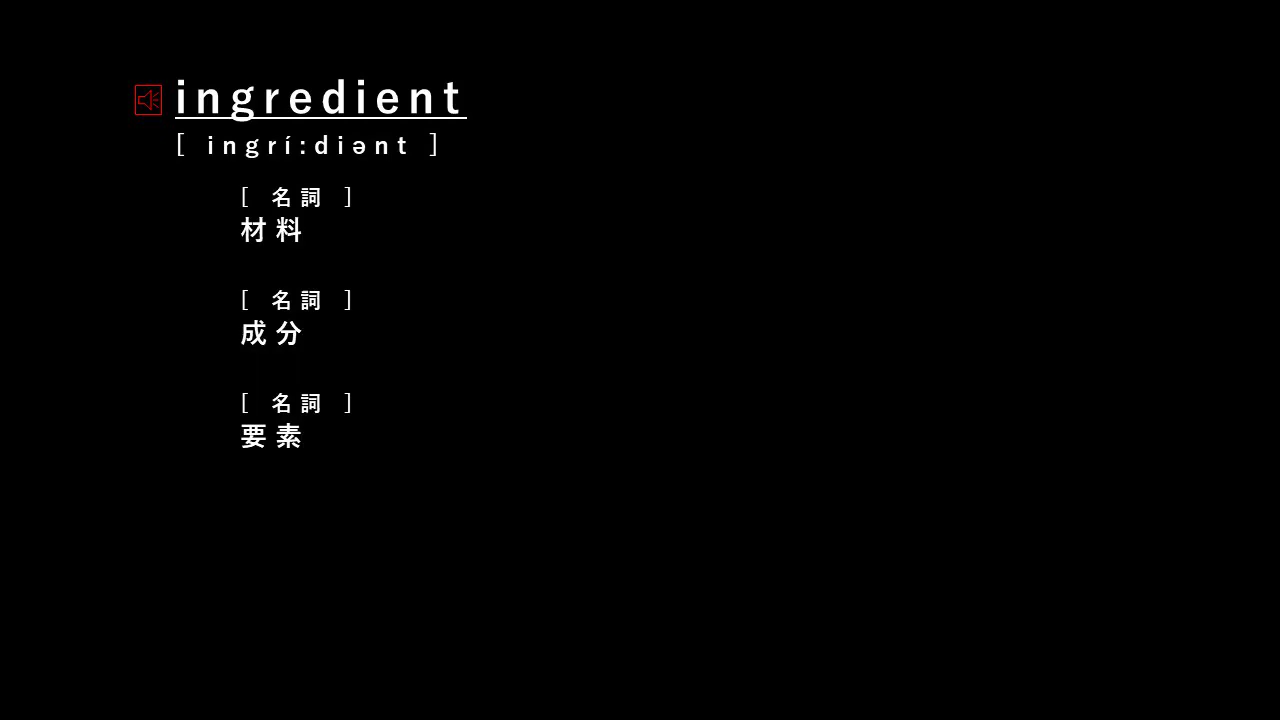 ingredient
[ ingrí:diənt ]
[ 名詞 ]
材料
[ 名詞 ]
成分
[ 名詞 ]
要素